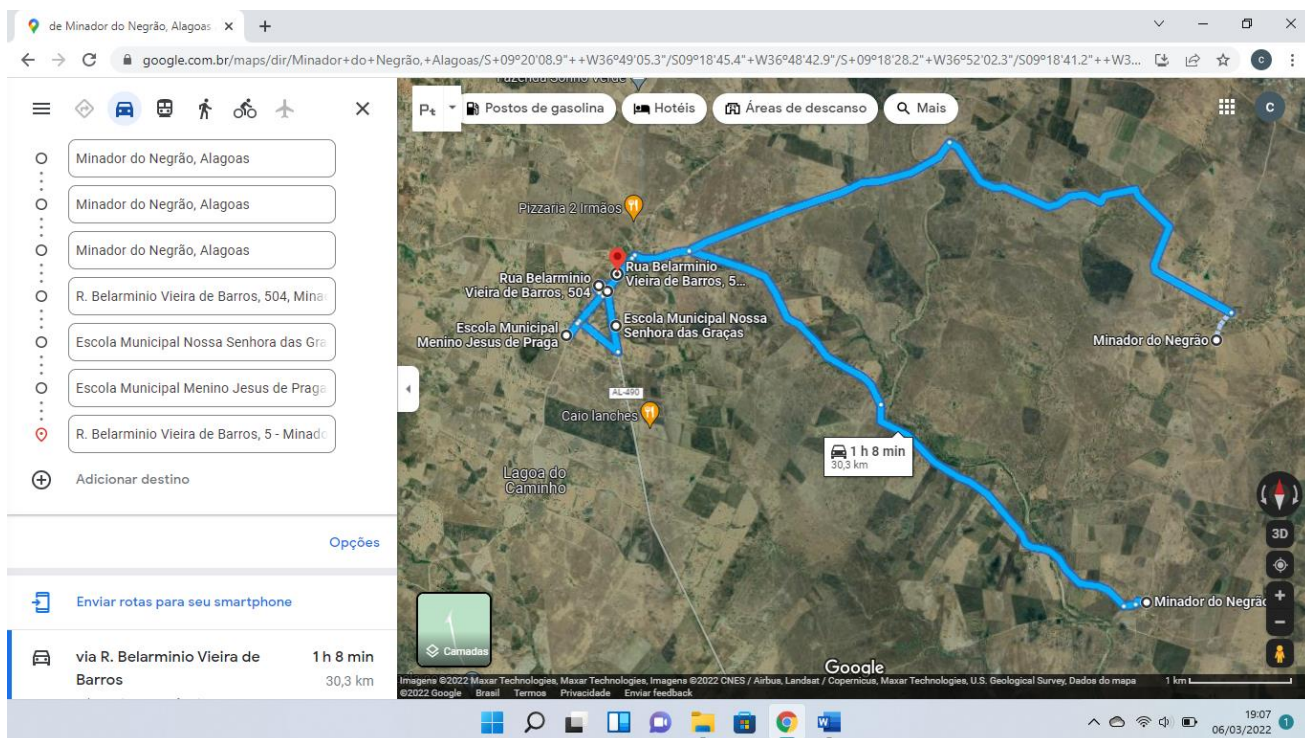 de Minador do Negrão, Alagoas
google.com.br/maps/dir/Minador+do+Negrão,+Alagoas/S+09°20'08.9"++W36°49'05.3"/S09°18'45.4"+W36°48'42.9"/S+09°18'28.2"+W36°52'02.3"/S09°18'41.2"++W3...
C
Minador do Negrão, Alagoas
Minador do Negrão, Alagoas
Minador do Negrão, Alagoas
R. Belarminio Vieira de Barros, 504, Minad
Escola Municipal Nossa Senhora das Gra
Escola Municipal Menino Jesus de Praga
R. Belarminio Vieira de Barros, 5 - Minado
Adicionar destino
Opções
Enviar rotas para seu smartphone
via R. Belarminio Vieira de
Barros
1 h 8 min
30,3 km
Postos de gasolina
Hotéis
Áreas de descanso
Mais
C
Pizzaria 2 Irmãos
Rua Belarminio
Vieira de Barros, 504
Rua Belarminio
Vieira de Barros, 5...
Escola Municipal
Menino Jesus de Praga
Escola Municipal Nossa
Senhora das Graças
Minador do Negrão
AL-490
Caio lanches
1 h 8 min
30,3 km
Lagoa do
Caminho
3D
Minador do Negrão
Camadas
Google
Imagens ©2022 Maxar Technologies, Imagens ©2022 CNES / Airbus, Landsat / Copernicus, Maxar Technologies, U.S. Geological Survey, Dados do mapa
©2022 Google Brasil Termos Privacidade Enviar feedback
1 km
19:07
06/03/2022
1